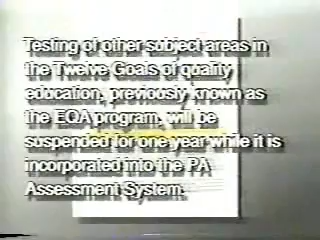 Testing of other subject areas in
the Twelve Goals of quality
education, previously known as
the EQA program, will be
suspended for one year while it is
incorporated into the PA
Assessment System.